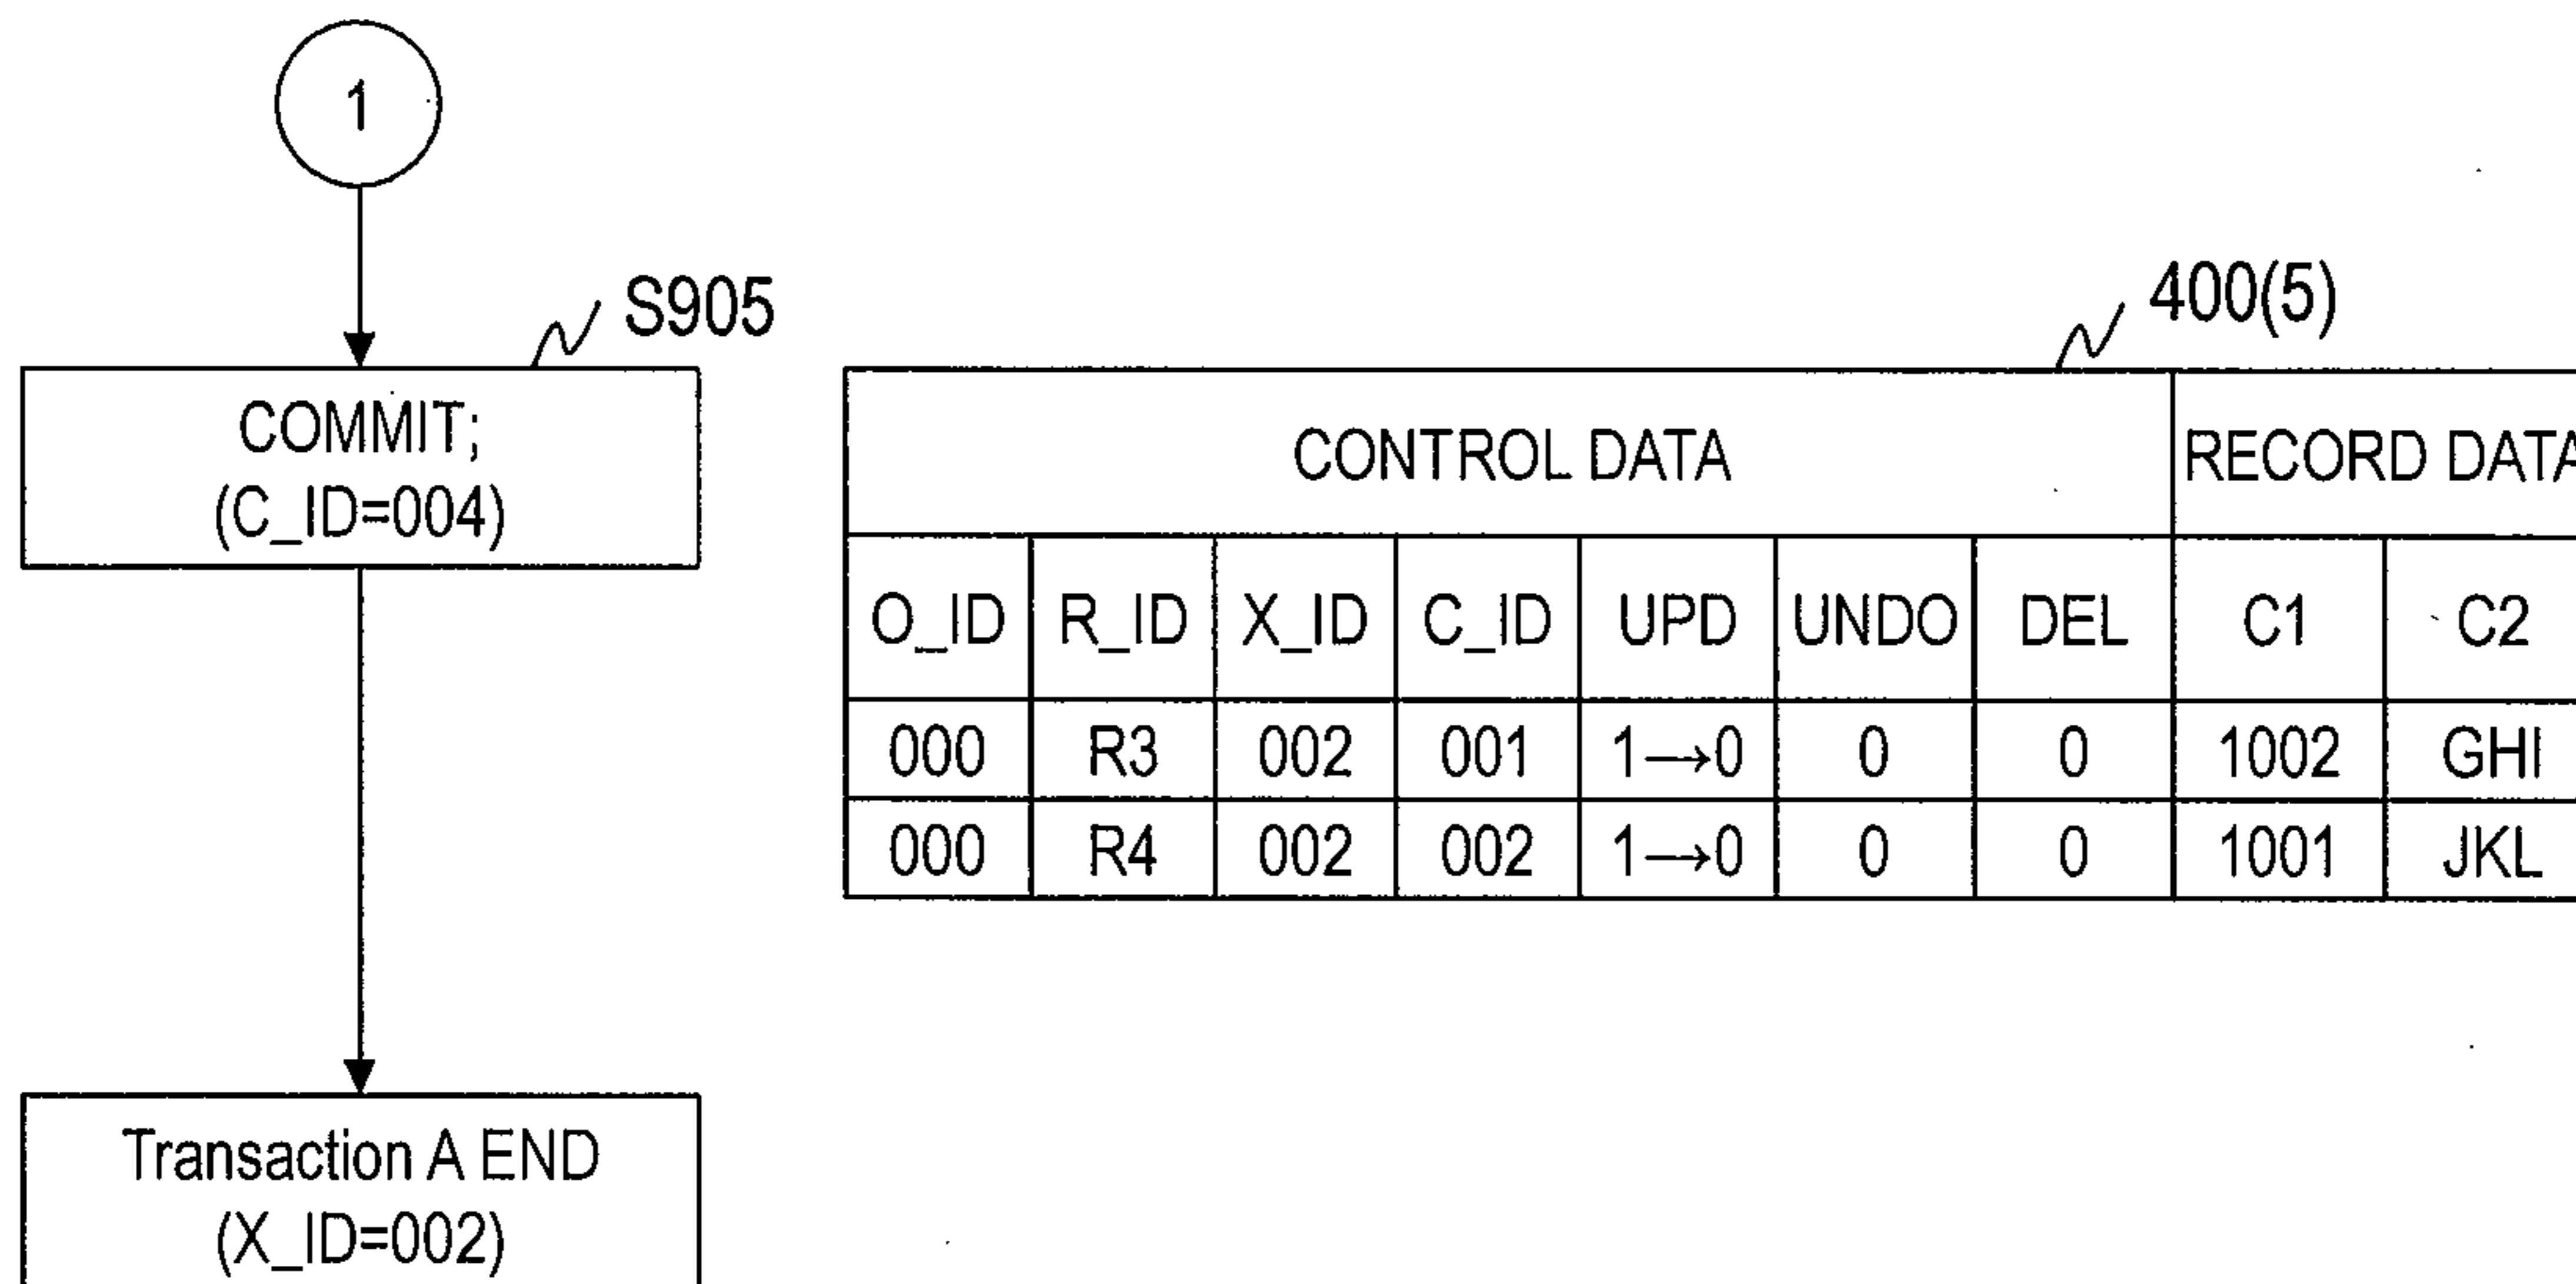 1
S905
COMMIT;
(C_ID=004)
400(5)
CONTROL DATA RECORD DATA
O_ID R_ID X_ID C_ID UPD UNDO DEL C1 C2
000 R3 002 001 1→0 0 0 1002 GHI
000 R4 002 002 1→0 0 0 1001 JKL
Transaction A END
(X_ID=002)